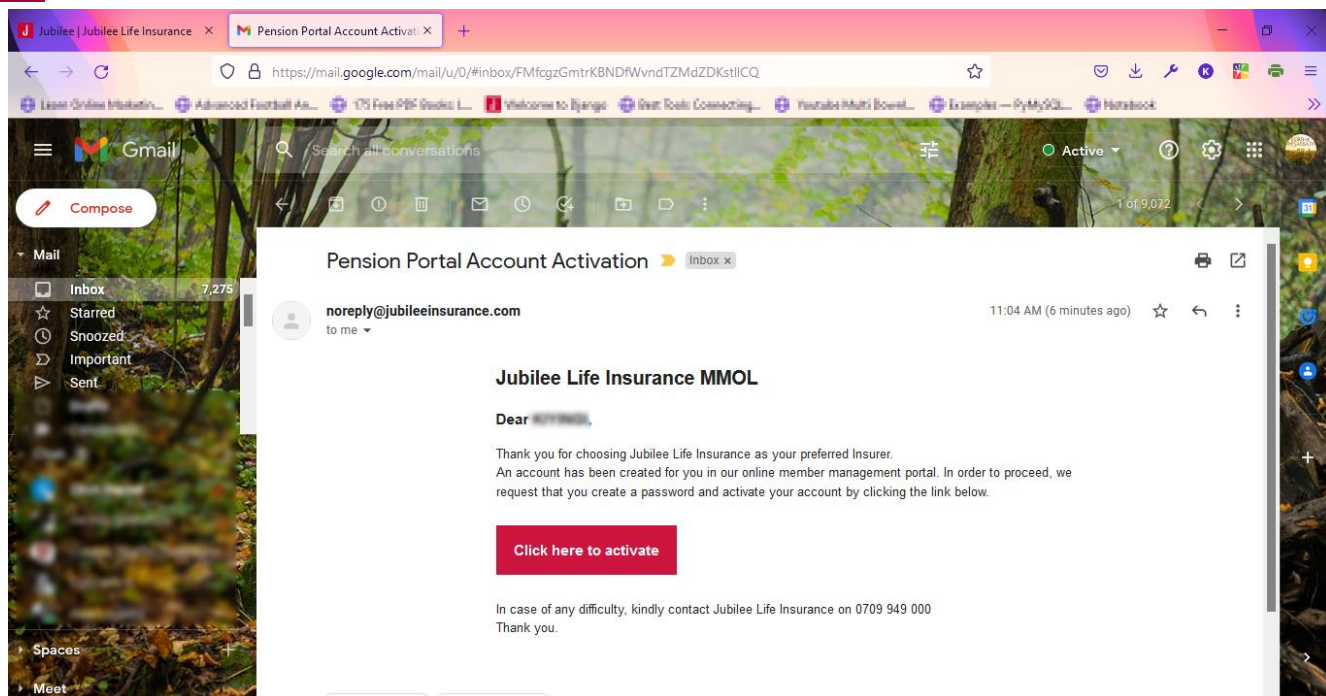 Jubilee | Jubilee Life Insurance
Pension Portal Account Activati
https://mail.google.com/mail/u/0/#inbox/FMfcgzGmtrKBNDfWvndTZMdZDKstllCQ
K
Gmail
Search all conversations
Active
Compose
1 of 9,072
31
Mail
Pension Portal Account Activation
Inbox x
Inbox 7,275
Starred
Snoozed
Important
Sent
noreply@jubileeinsurance.com
11:04 AM (6 minutes ago)
to me
Jubilee Life Insurance MMOL
Dear
Thank you for choosing Jubilee Life Insurance as your preferred Insurer.
An account has been created for you in our online member management portal. In order to proceed, we
request that you create a password and activate your account by clicking the link below.
Click here to activate
In case of any difficulty, kindly contact Jubilee Life Insurance on 0709 949 000
Thank you.
Spaces
Meet